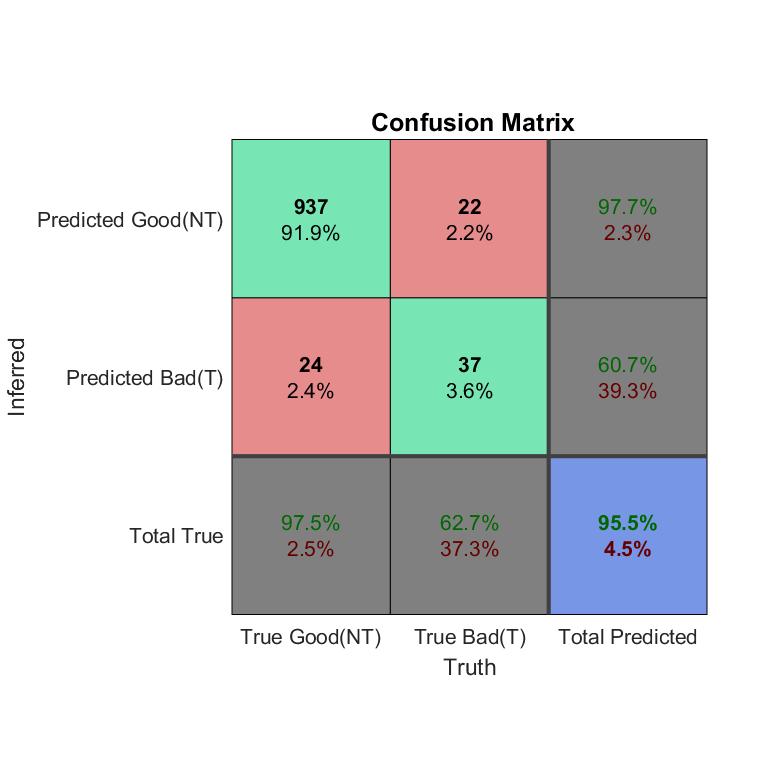 Confusion Matrix
Predicted Good(NT)
937
91.9%
22
2.2%
97.7%
2.3%
Predicted Bad(T)
24
2.4%
37
3.6%
60.7%
39.3%
Total True
97.5%
2.5%
62.7%
37.3%
95.5%
4.5%
Inferred
True Good(NT)
True Bad(T)
Total Predicted
Truth